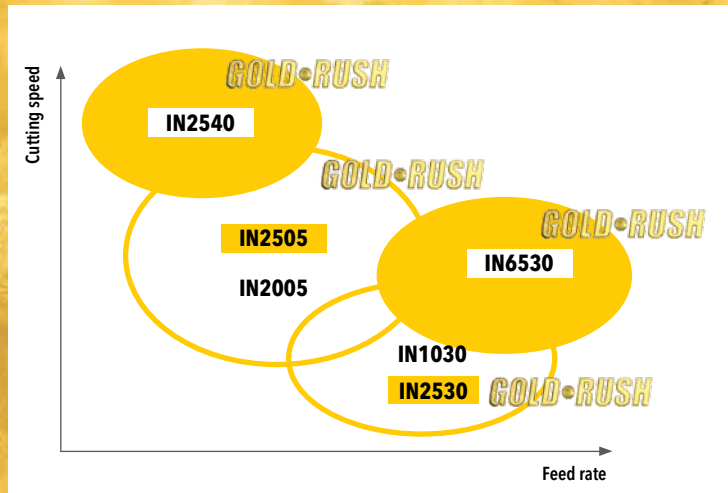 Cutting speed
GOLD•RUSH
IN2540
GOLD•RUSH
IN2505
IN2005
GOLD•RUSH
IN6530
IN1030
IN2530
GOLD•RUSH
Feed rate